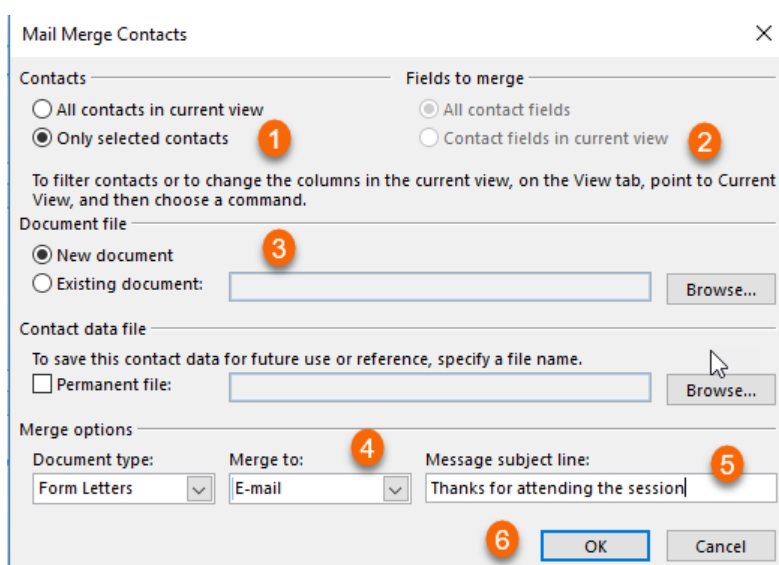 Mail Merge Contacts
Contacts
Fields to merge
All contacts in current view
All contact fields
Only selected contacts
1
Contact fields in current view
2
To filter contacts or to change the columns in the current view, on the View tab, point to Current
View, and then choose a command.
Document file
New document
3
Existing document:
Browse...
Contact data file
To save this contact data for future use or reference, specify a file name.
Permanent file:
Browse...
Merge options
Document type:
Merge to:
4
Message subject line:
5
Form Letters
E-mail
Thanks for attending the session
6
OK
Cancel